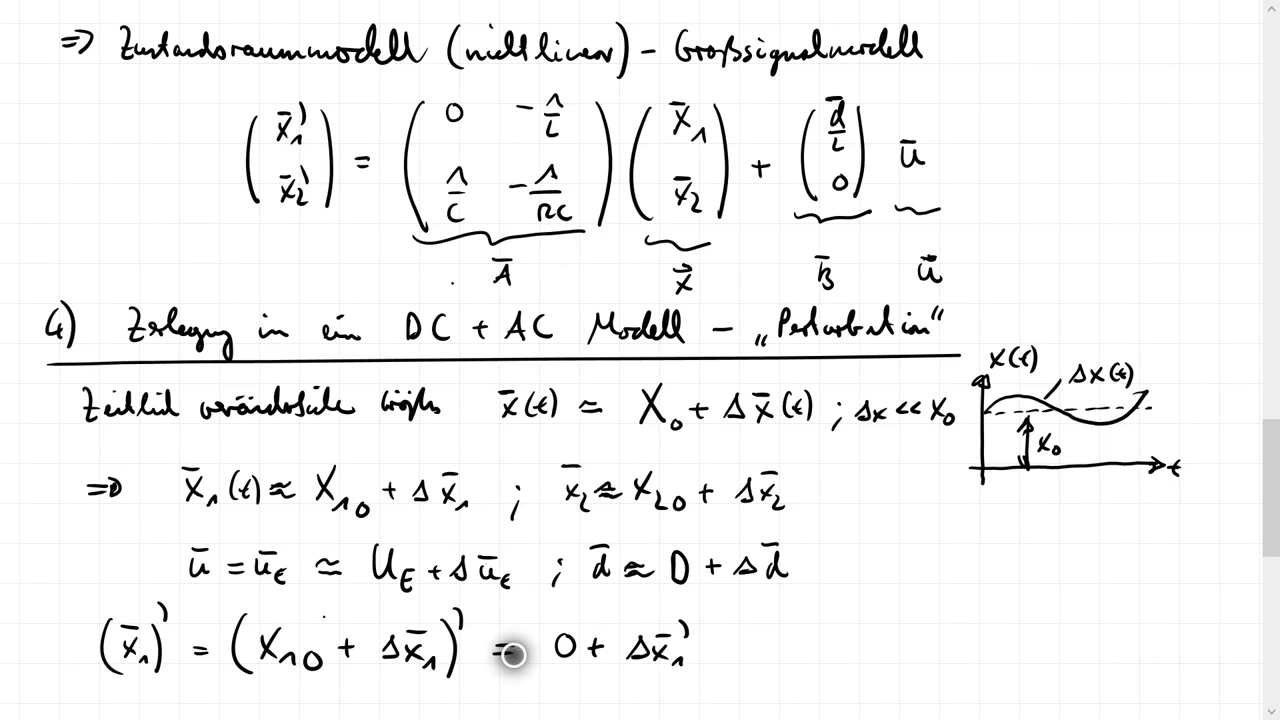 => Zustandsraummodell (nichtlinear) - Großsignalmodell
(x̄₁' x̄₂') = (0 -1/L 1/C -1/RC) (x̄₁ x̄₂) + (d̄/L 0) ū
Ā x⃗ B̄ ū
4) Zerlegung in ein DC + AC Modell - „Perturbation"
Zeitlich veränderliche Größe x̄(t) ≃ X₀ + Δx̄(t) ; Δx << X₀
x(t) Δx(t) X₀ t
=> x̄₁(t) ≈ X₁₀ + Δx̄₁ ; x̄₂ ≈ X₂₀ + Δx̄₂
ū = ū_E ≃ U_E + Δū_E ; d̄ ≈ D + Δd̄
(x̄₁)' = (X₁₀ + Δx̄₁)' = 0 + Δx̄₁'